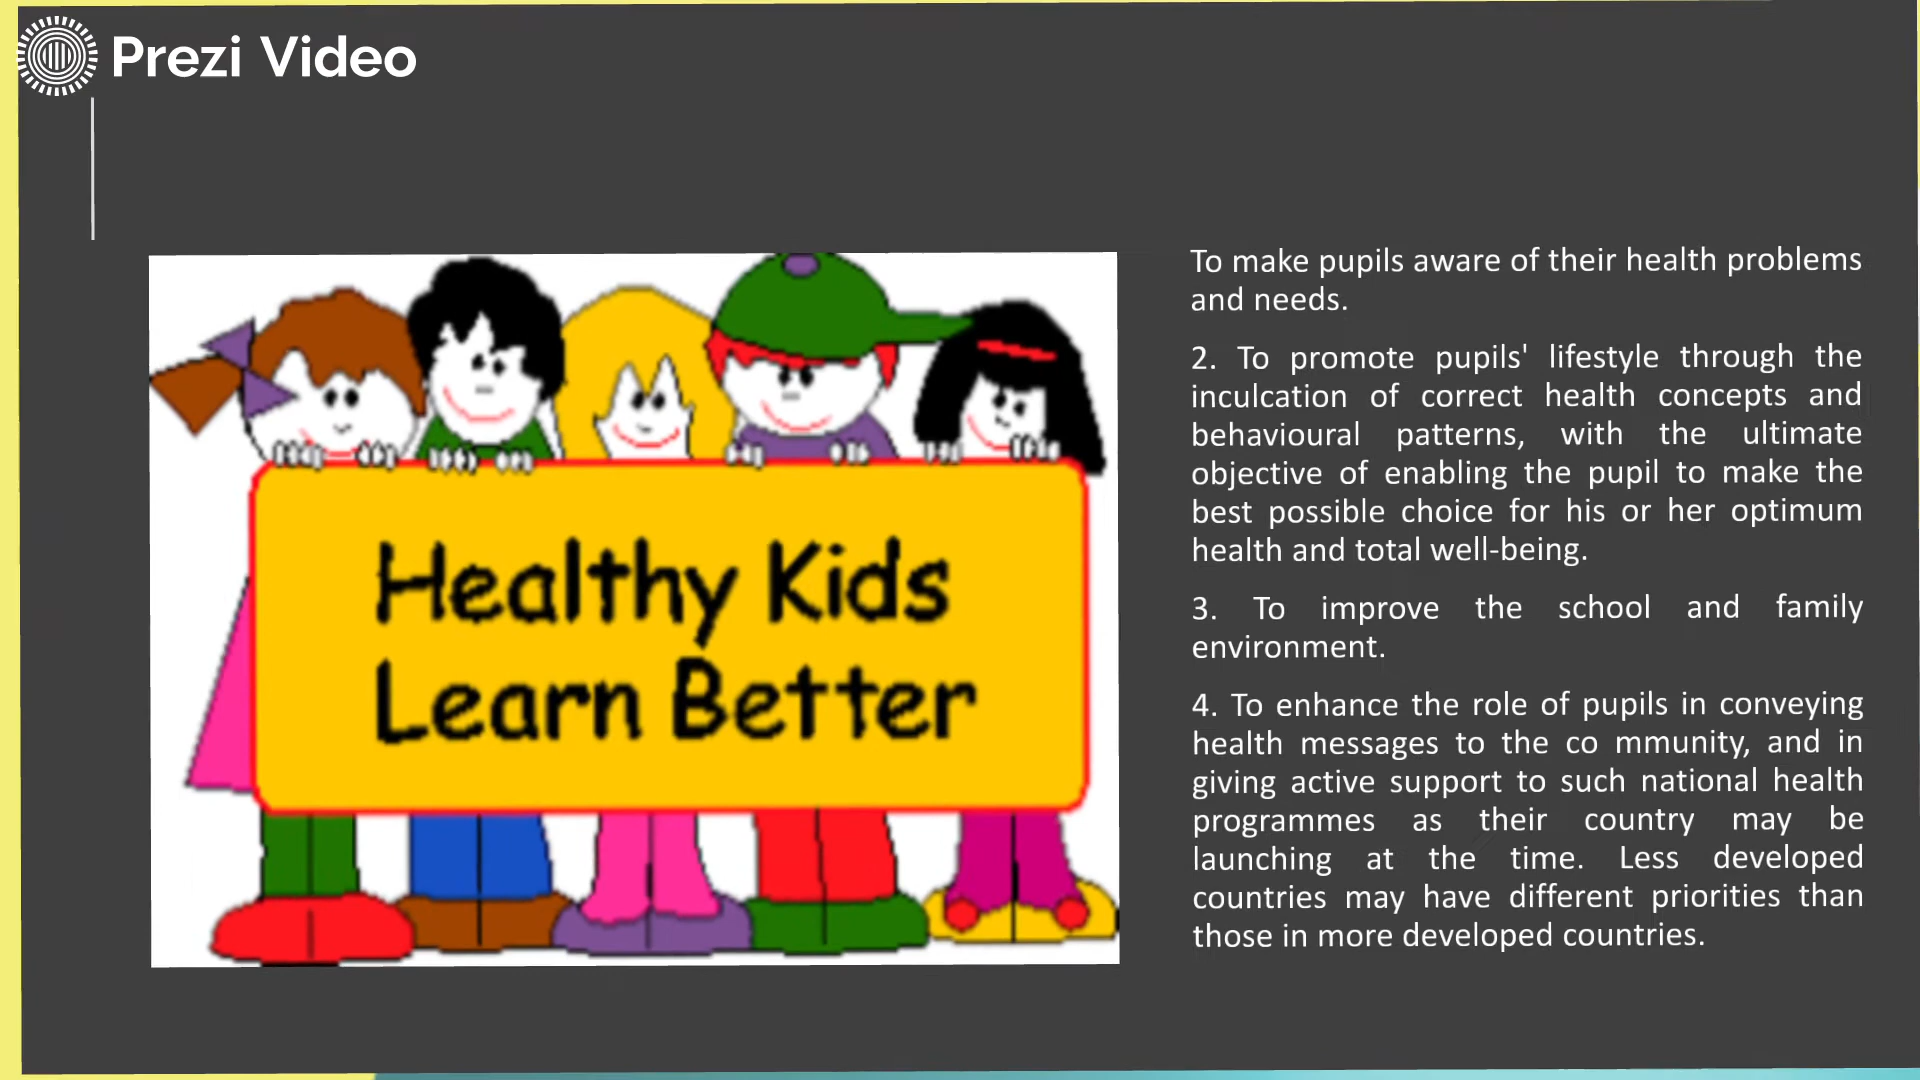 Prezi Video
Healthy Kids
Learn Better
To make pupils aware of their health problems
and needs.
2. To promote pupils' lifestyle through the
inculcation of correct health concepts and
behavioural patterns, with the ultimate
objective of enabling the pupil to make the
best possible choice for his or her optimum
health and total well-being.
3. To improve the school and family
environment.
4. To enhance the role of pupils in conveying
health messages to the co mmunity, and in
giving active support to such national health
programmes as their country may be
launching at the time. Less developed
countries may have different priorities than
those in more developed countries.